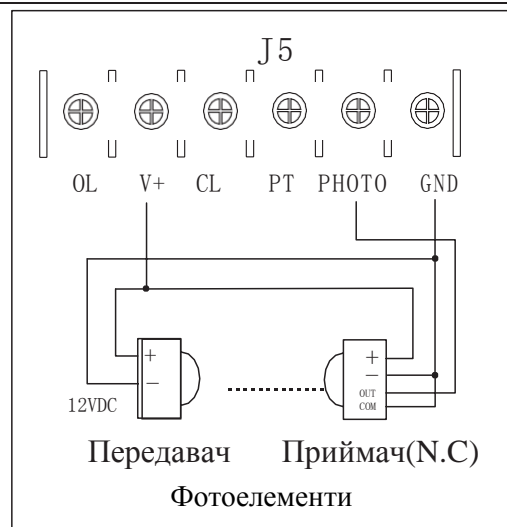 J5
OL V+ CL PT PHOTO GND
+ +
− −
OUT
12VDC COM
Передавач Приймач(N.C)
Фотоелементи